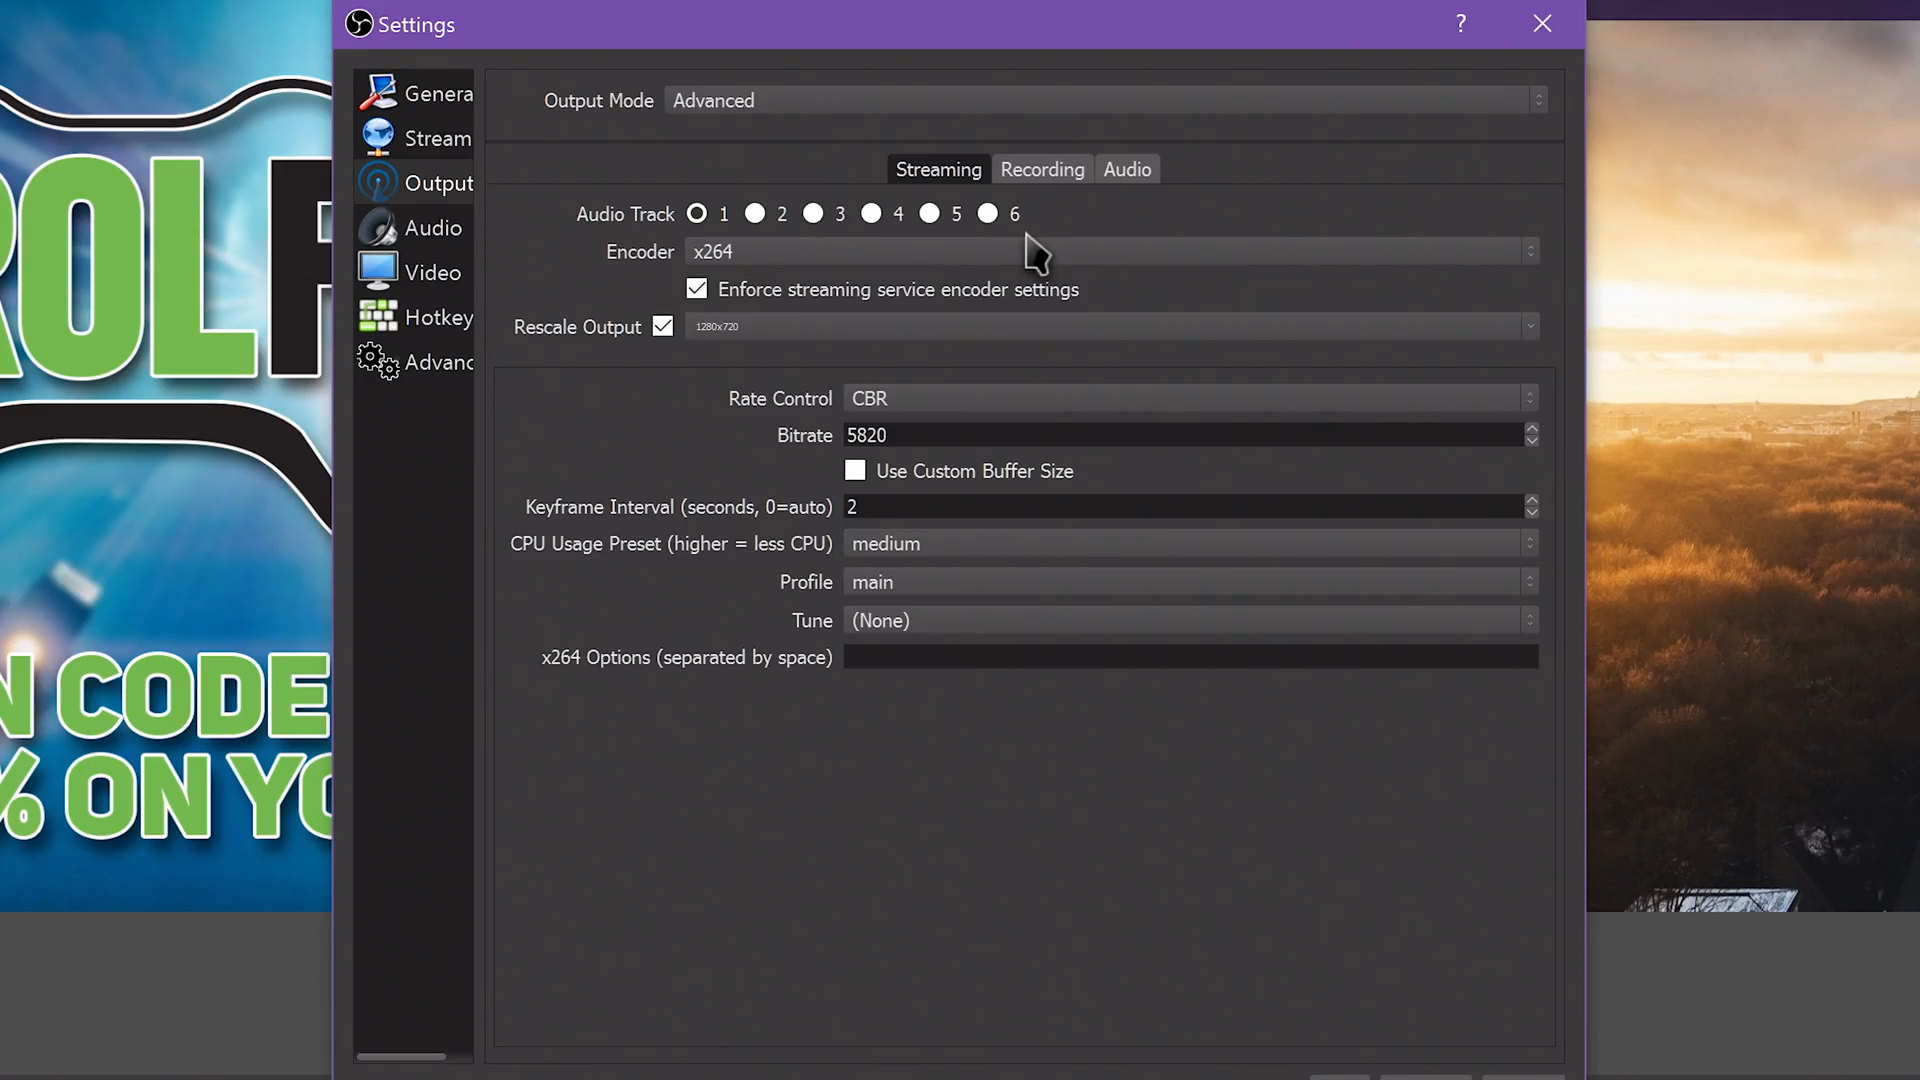 Settings
?
Genera
Stream
Output
Audio
Video
Hotkey
Advanc
Output Mode Advanced
Streaming Recording Audio
Audio Track 1 2 3 4 5 6
Encoder x264
Enforce streaming service encoder settings
Rescale Output 1280x720
Rate Control CBR
Bitrate 5820
Use Custom Buffer Size
Keyframe Interval (seconds, 0=auto) 2
CPU Usage Preset (higher = less CPU) medium
Profile main
Tune (None)
x264 Options (separated by space)
ROLF
N CODE
% ON YO